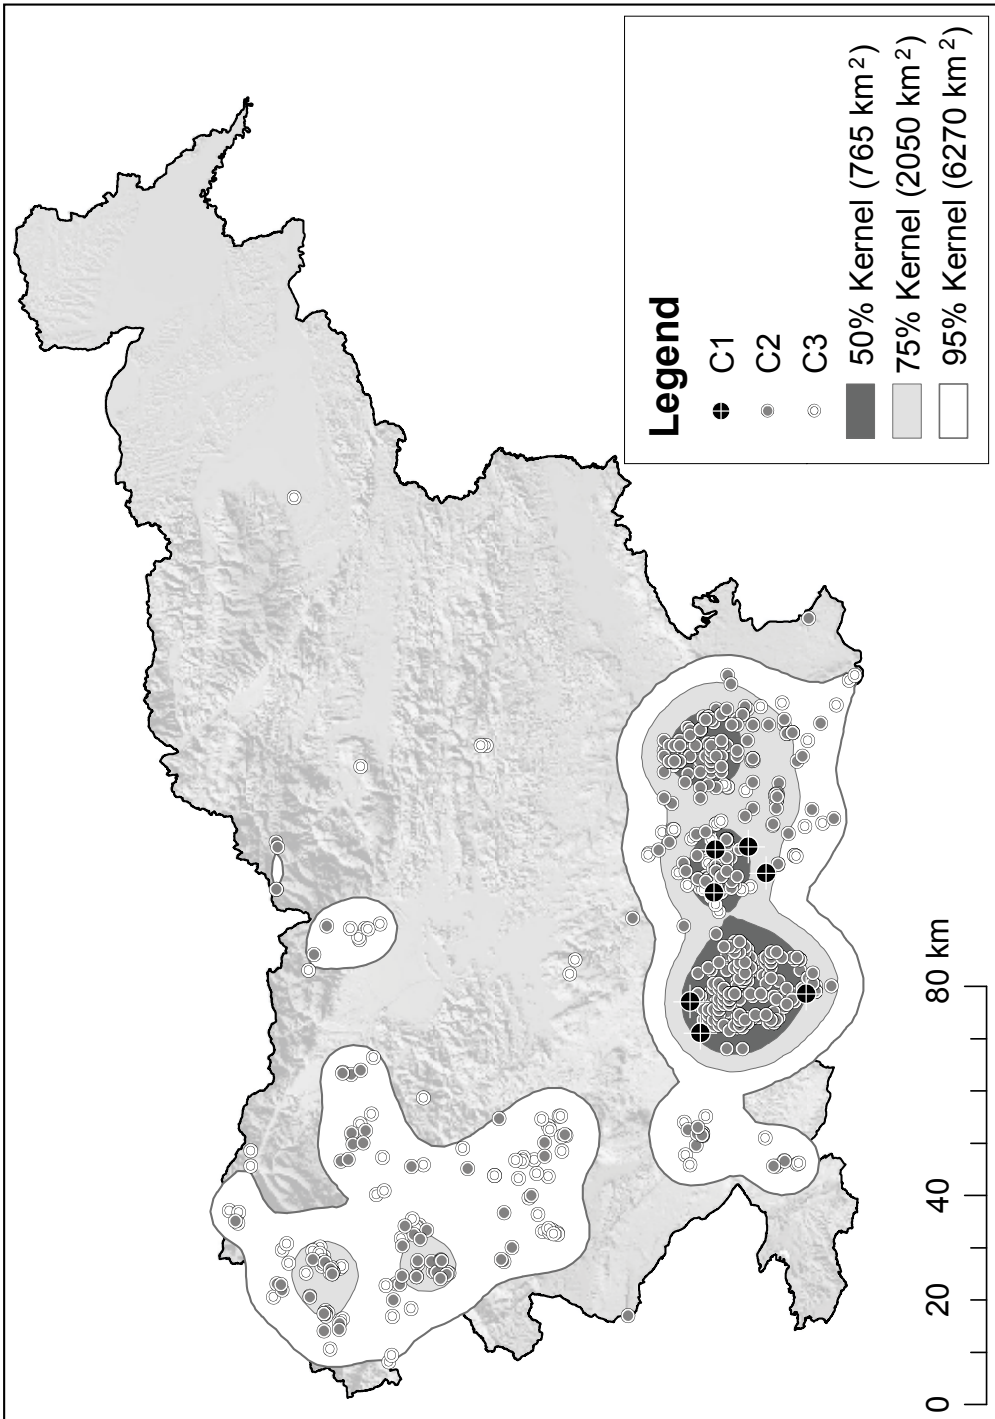 Legend
C1
C2
C3
50% Kernel (765 km²)
75% Kernel (2050 km²)
95% Kernel (6270 km²)
0 20 40 80 km